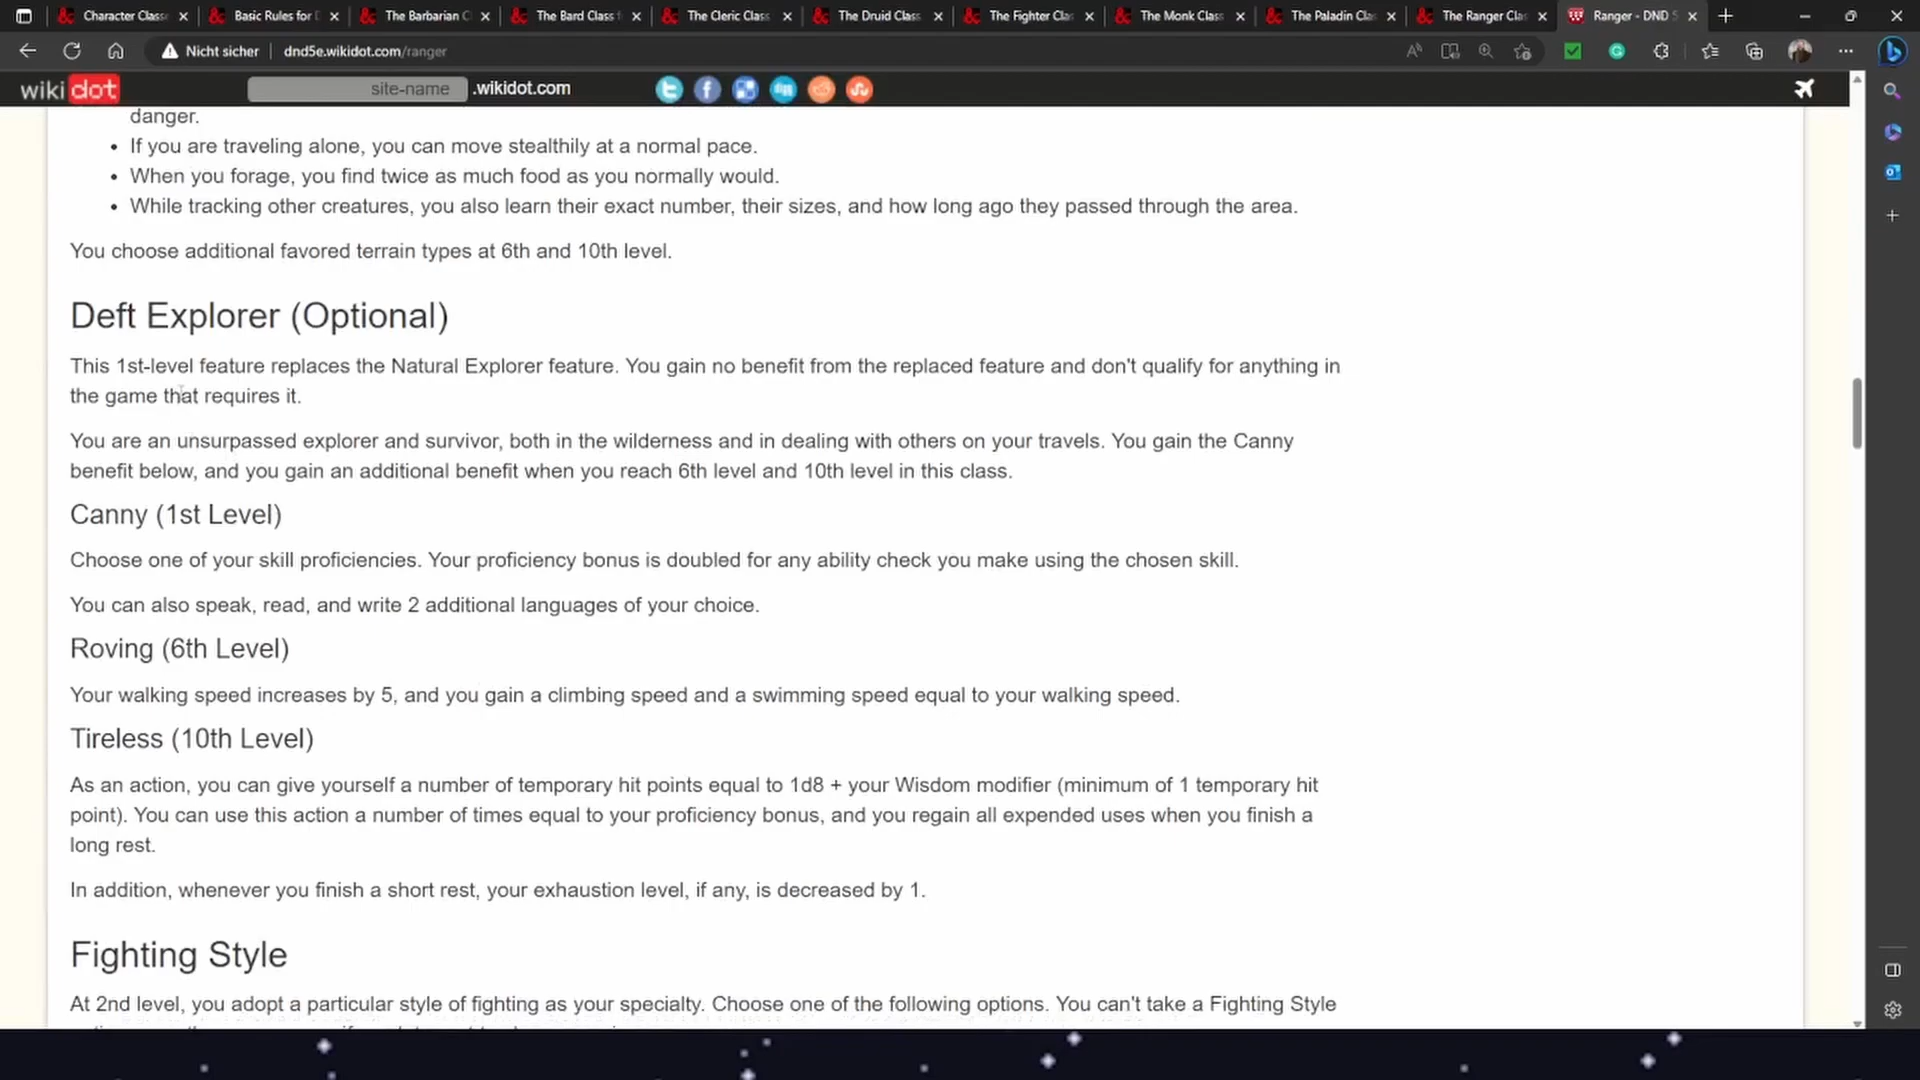 Character Classe
Basic Rules for D
The Barbarian C
The Bard Class f
The Cleric Class
The Druid Class
The Fighter Clas
The Monk Class
The Paladin Clas
The Ranger Clas
Ranger - DND 5
Nicht sicher
dnd5e.wikidot.com/ranger
wikidot
site-name
.wikidot.com
danger.
• If you are traveling alone, you can move stealthily at a normal pace.
• When you forage, you find twice as much food as you normally would.
• While tracking other creatures, you also learn their exact number, their sizes, and how long ago they passed through the area.
You choose additional favored terrain types at 6th and 10th level.
Deft Explorer (Optional)
This 1st-level feature replaces the Natural Explorer feature. You gain no benefit from the replaced feature and don't qualify for anything in
the game that requires it.
You are an unsurpassed explorer and survivor, both in the wilderness and in dealing with others on your travels. You gain the Canny
benefit below, and you gain an additional benefit when you reach 6th level and 10th level in this class.
Canny (1st Level)
Choose one of your skill proficiencies. Your proficiency bonus is doubled for any ability check you make using the chosen skill.
You can also speak, read, and write 2 additional languages of your choice.
Roving (6th Level)
Your walking speed increases by 5, and you gain a climbing speed and a swimming speed equal to your walking speed.
Tireless (10th Level)
As an action, you can give yourself a number of temporary hit points equal to 1d8 + your Wisdom modifier (minimum of 1 temporary hit
point). You can use this action a number of times equal to your proficiency bonus, and you regain all expended uses when you finish a
long rest.
In addition, whenever you finish a short rest, your exhaustion level, if any, is decreased by 1.
Fighting Style
At 2nd level, you adopt a particular style of fighting as your specialty. Choose one of the following options. You can't take a Fighting Style